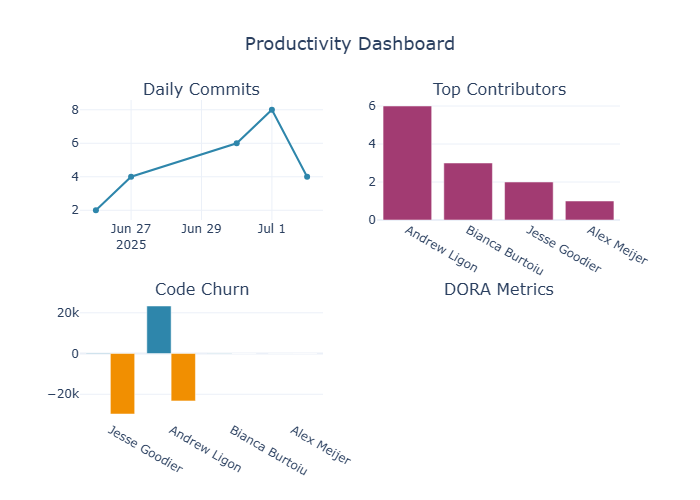 Productivity Dashboard
Daily Commits
8
6
4
2
Jun 27
2025
Jun 29
Jul 1
Top Contributors
6
4
2
0
Andrew Ligon
Bianca Burtoiu
Jesse Goodier
Alex Meijer
Code Churn
20k
0
−20k
Jesse Goodier
Andrew Ligon
Bianca Burtoiu
Alex Meijer
DORA Metrics